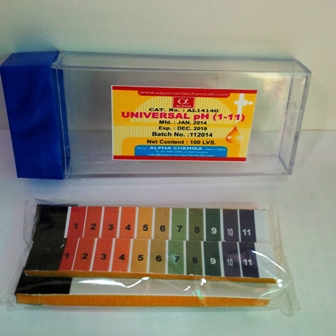 ALPHA
CAT. No. : AL14140
UNIVERSAL pH (1-11)
Mfd. : JAN. 2014
Exp. : DEC. 2019
Batch No. :112014
Net Content : 100 LVS.
ALPHA CHEMIKA
1 2 3 4 5 6 7 8 9 10 11
1 2 3 4 5 6 7 8 9 10 11